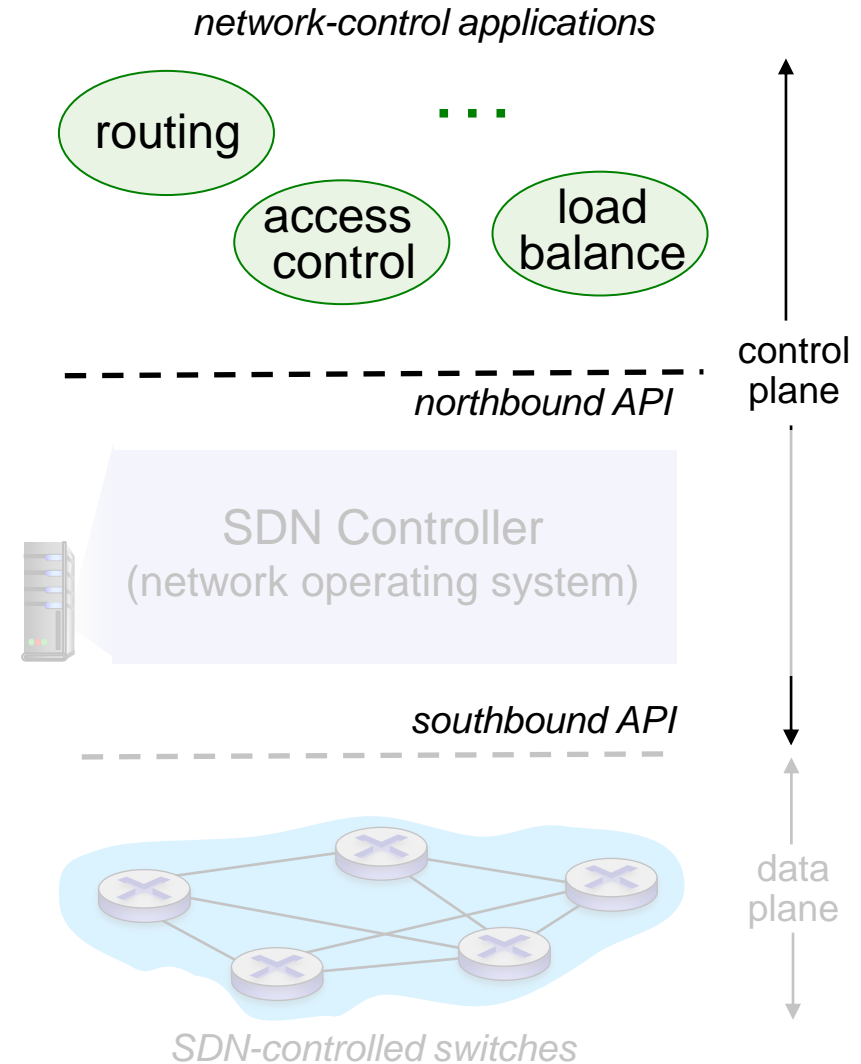 network-control applications
routing
...
access
control
load
balance
control
plane
northbound API
SDN Controller
(network operating system)
southbound API
data
plane
SDN-controlled switches